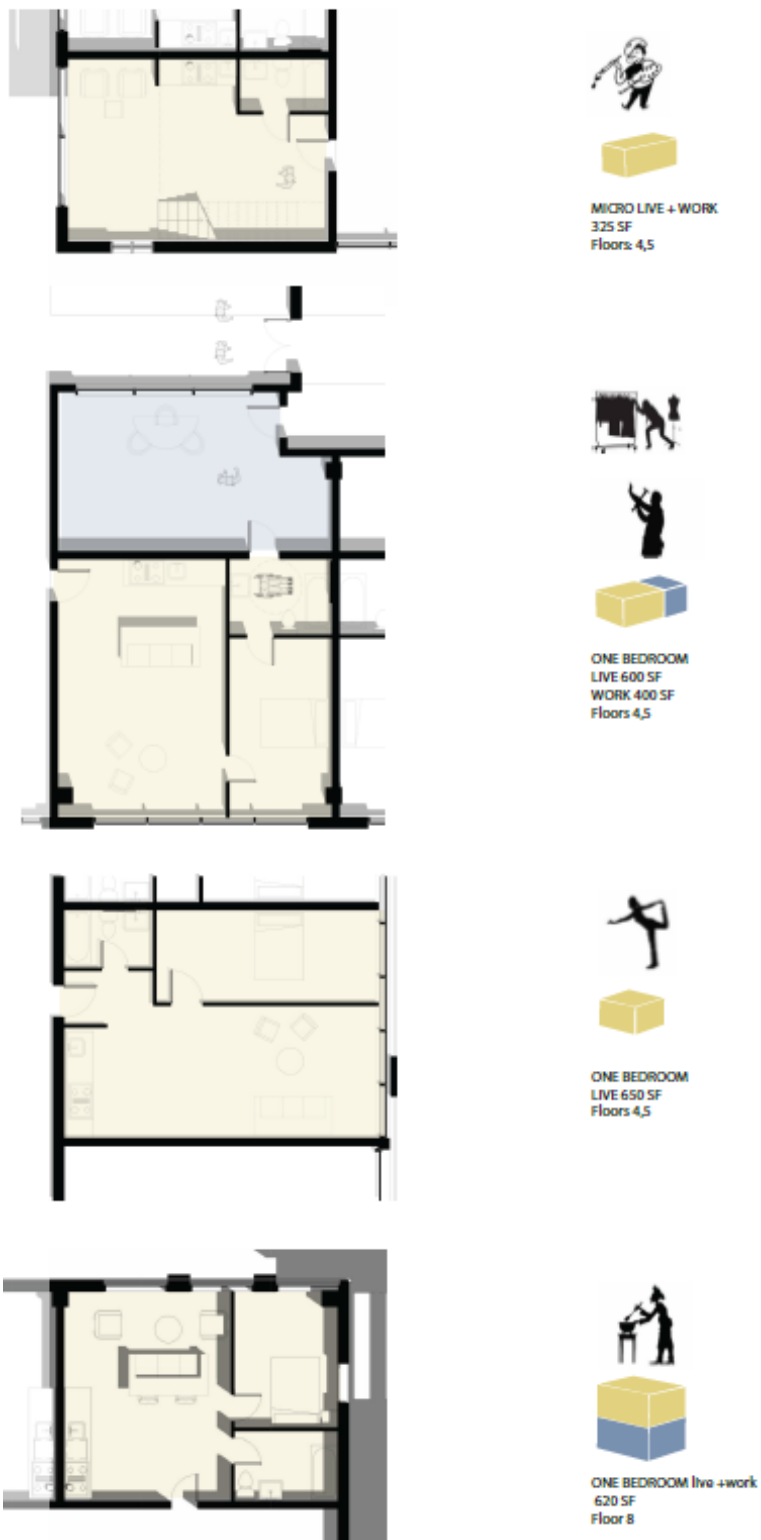 MICRO LIVE + WORK
325 SF
Floors: 4,5
ONE BEDROOM
LIVE 600 SF
WORK 400 SF
Floors 4,5
ONE BEDROOM
LIVE 650 SF
Floors 4,5
ONE BEDROOM live +work
620 SF
Floor 8